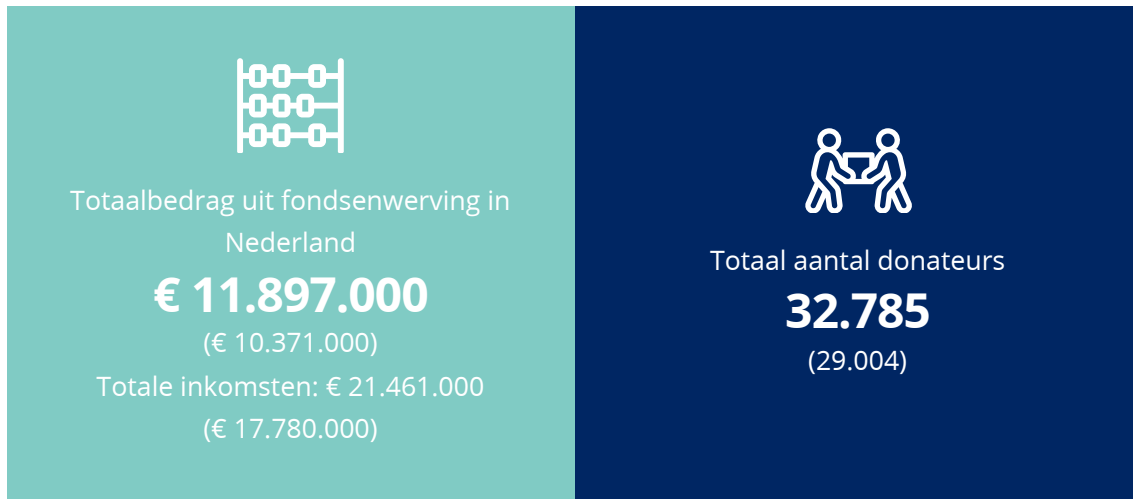 Totaalbedrag uit fondsenwerving in
Nederland
€ 11.897.000
(€ 10.371.000)
Totale inkomsten: € 21.461.000
(€ 17.780.000)
Totaal aantal donateurs
32.785
(29.004)